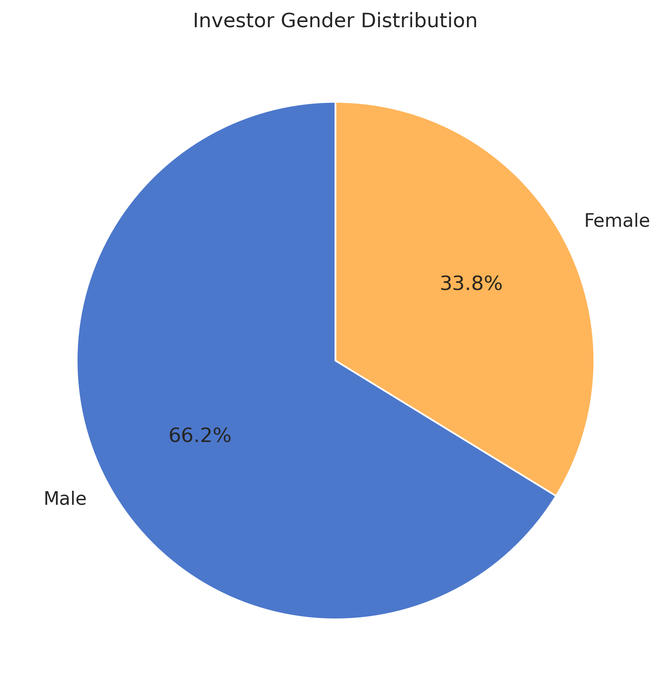 Investor Gender Distribution
Female
33.8%
66.2%
Male